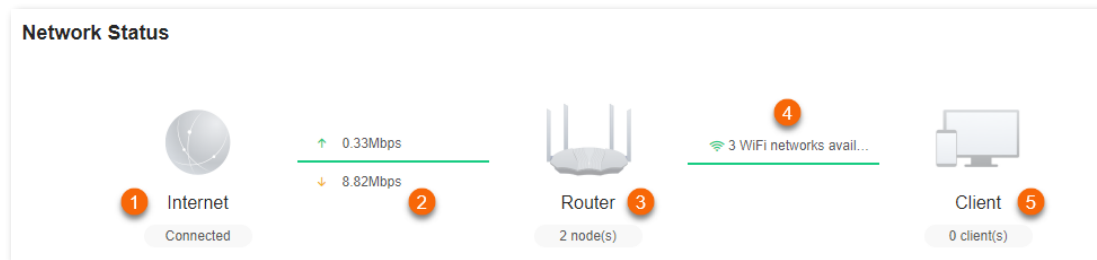 Network Status
4
↑ 0.33Mbps
3 WiFi networks avail...
↓ 8.82Mbps
1 Internet
2
Router 3
Client 5
Connected
2 node(s)
0 client(s)